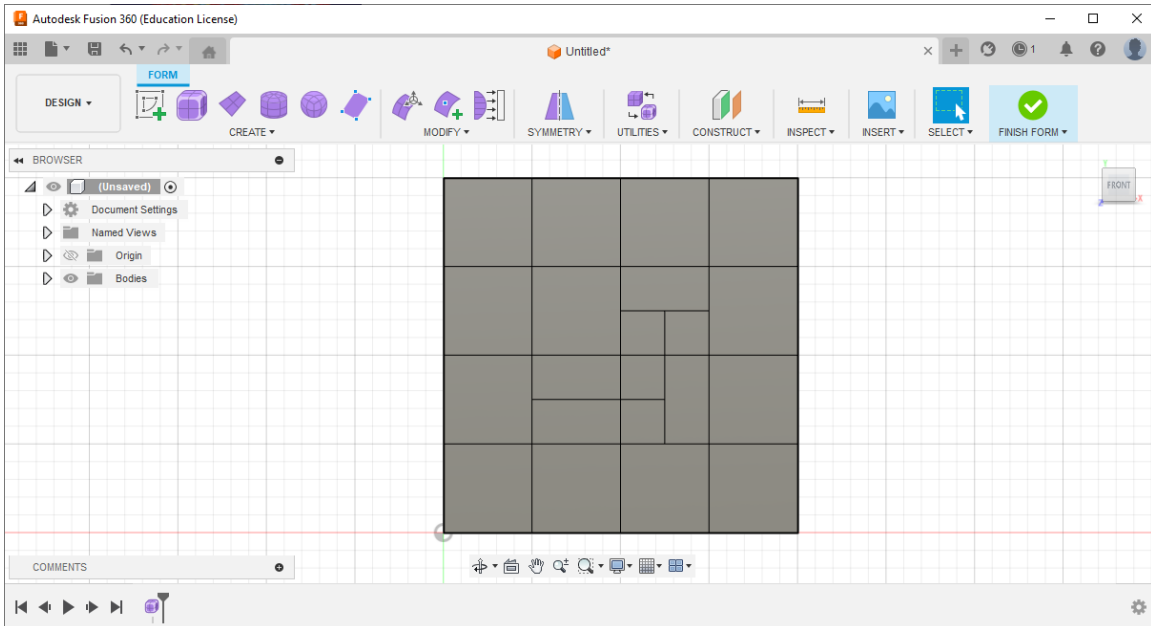 Autodesk Fusion 360 (Education License)
Untitled*
1
FORM
DESIGN
CREATE
MODIFY
SYMMETRY
UTILITIES
CONSTRUCT
INSPECT
INSERT
SELECT
FINISH FORM
BROWSER
(Unsaved)
Document Settings
Named Views
Origin
Bodies
Y
FRONT
Z
X
COMMENTS